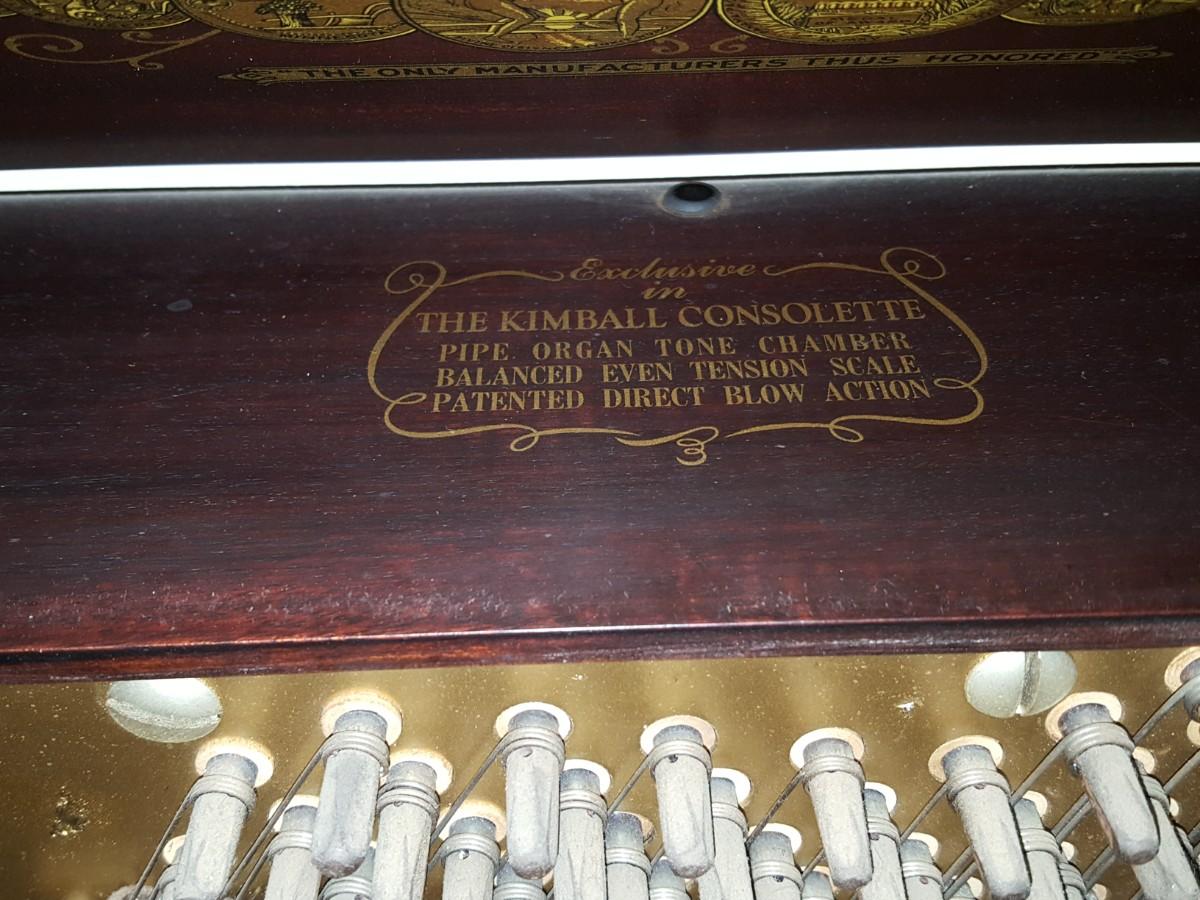 THE ONLY MANUFACTURERS THUS HONORED
Exclusive
in
THE KIMBALL CONSOLETTE
PIPE ORGAN TONE CHAMBER
BALANCED EVEN TENSION SCALE
PATENTED DIRECT BLOW ACTION